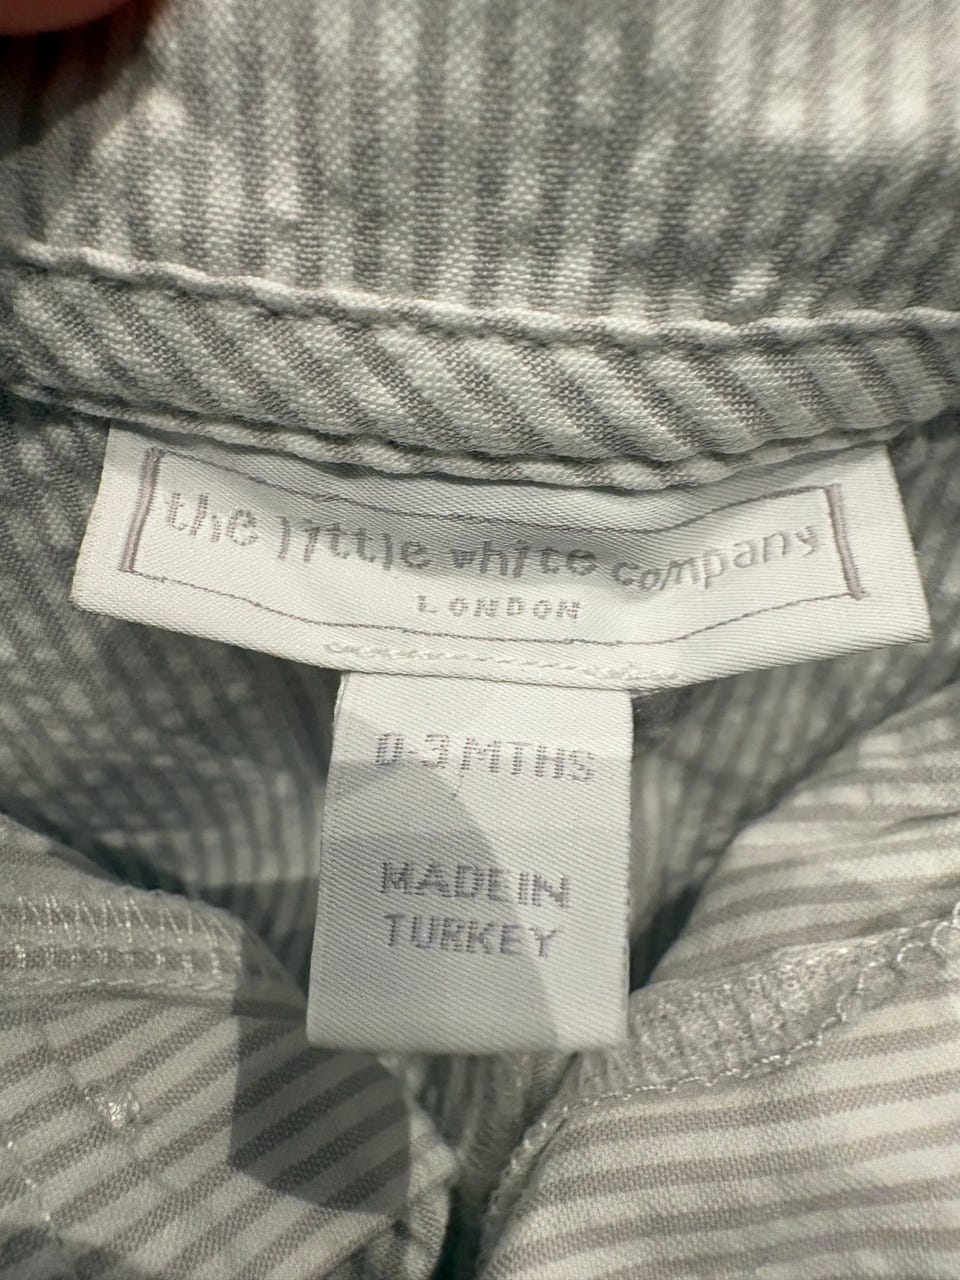 the little white company
LONDON
0-3 MTHS
MADE IN
TURKEY